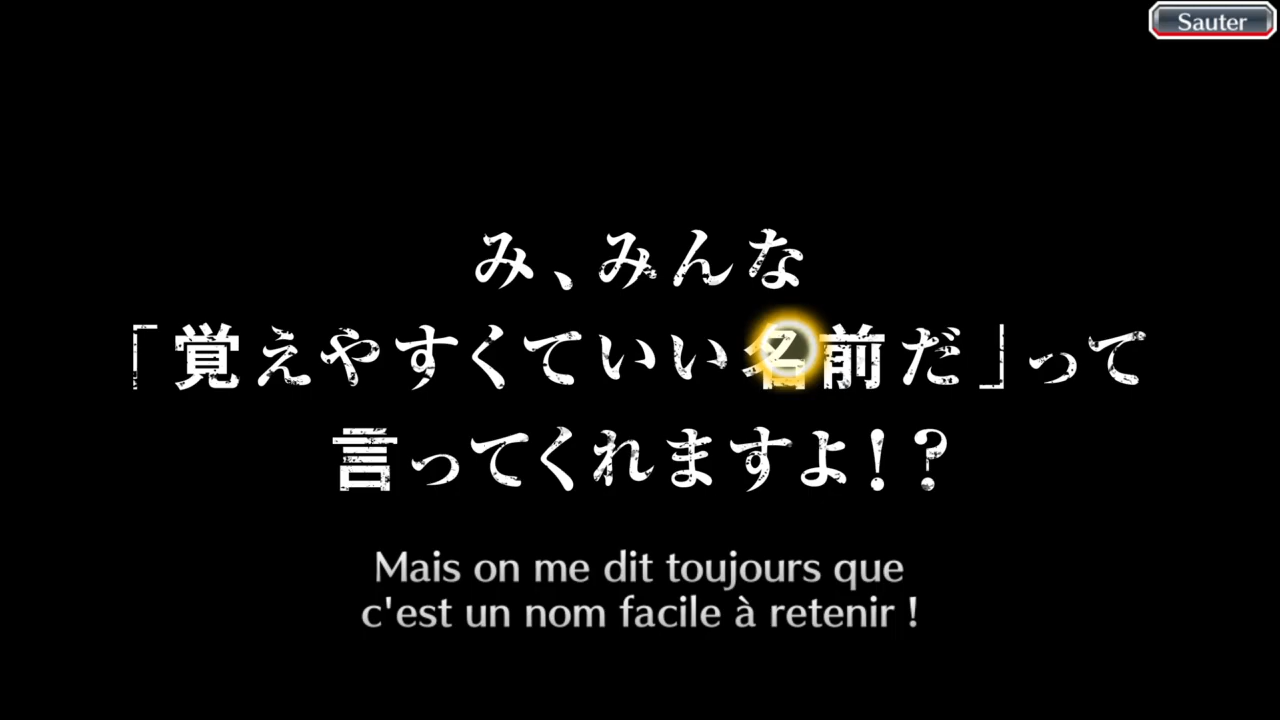 Sauter
み、みんな
「覚えやすくていい名前だ」って
言ってくれますよ！？
Mais on me dit toujours que
c'est un nom facile à retenir !